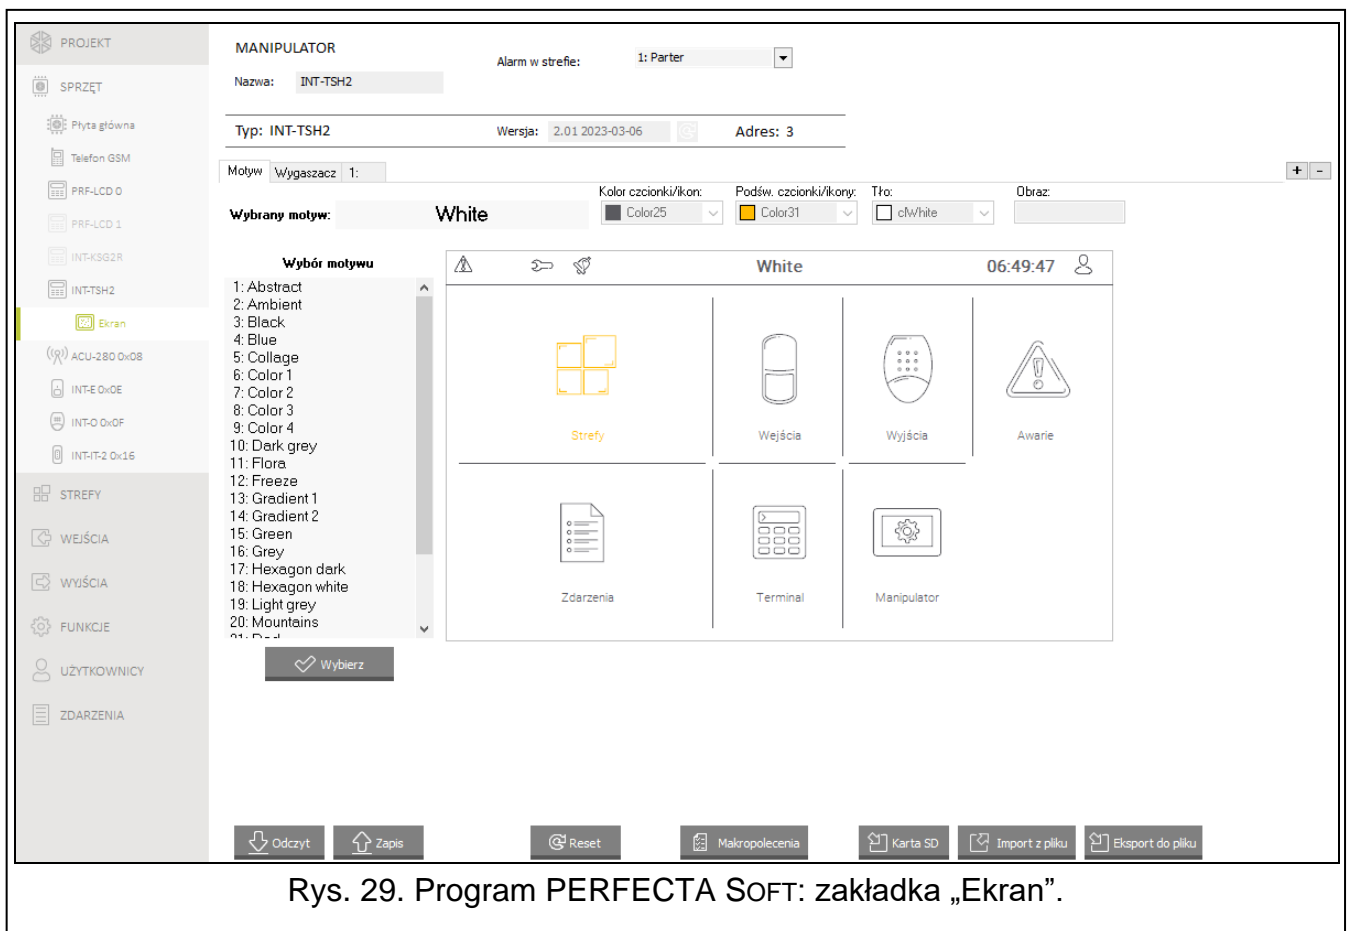 PROJEKT
SPRZĘT
Płyta główna
Telefon GSM
PRF-LCD 0
PRF-LCD 1
INT-KSG2R
INT-TSH2
Ekran
ACU-280 0x08
INT-E 0x0E
INT-O 0x0F
INT-IT-2 0x16
STREFY
WEJŚCIA
WYJŚCIA
FUNKCJE
UŻYTKOWNICY
ZDARZENIA
MANIPULATOR
Alarm w strefie: 1: Parter
Nazwa: INT-TSH2
Typ: INT-TSH2 Wersja: 2.01 2023-03-06 Adres: 3
Motyw Wygaszacz 1: + -
Kolor czcionki/ikon: Podśw. czcionki/ikony: Tło: Obraz:
Wybrany motyw: White Color25 Color31 clWhite
Wybór motywu
1: Abstract
2: Ambient
3: Black
4: Blue
5: Collage
6: Color 1
7: Color 2
8: Color 3
9: Color 4
10: Dark grey
11: Flora
12: Freeze
13: Gradient 1
14: Gradient 2
15: Green
16: Grey
17: Hexagon dark
18: Hexagon white
19: Light grey
20: Mountains
Wybierz
White 06:49:47
Strefy Wejścia Wyjścia Awarie
Zdarzenia Terminal Manipulator
Odczyt Zapis Reset Makropolecenia Karta SD Import z pliku Eksport do pliku
Rys. 29. Program PERFECTA SOFT: zakładka „Ekran”.